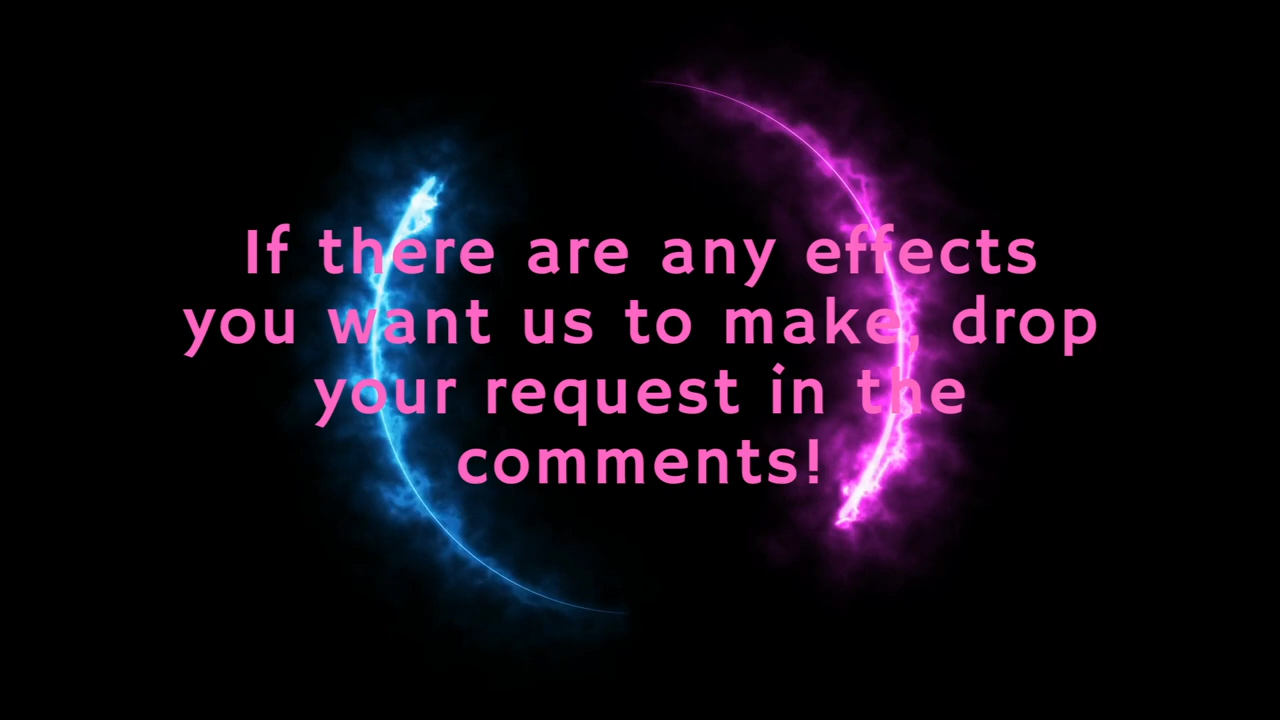 If there are any effects
you want us to make, drop
your request in the
comments!